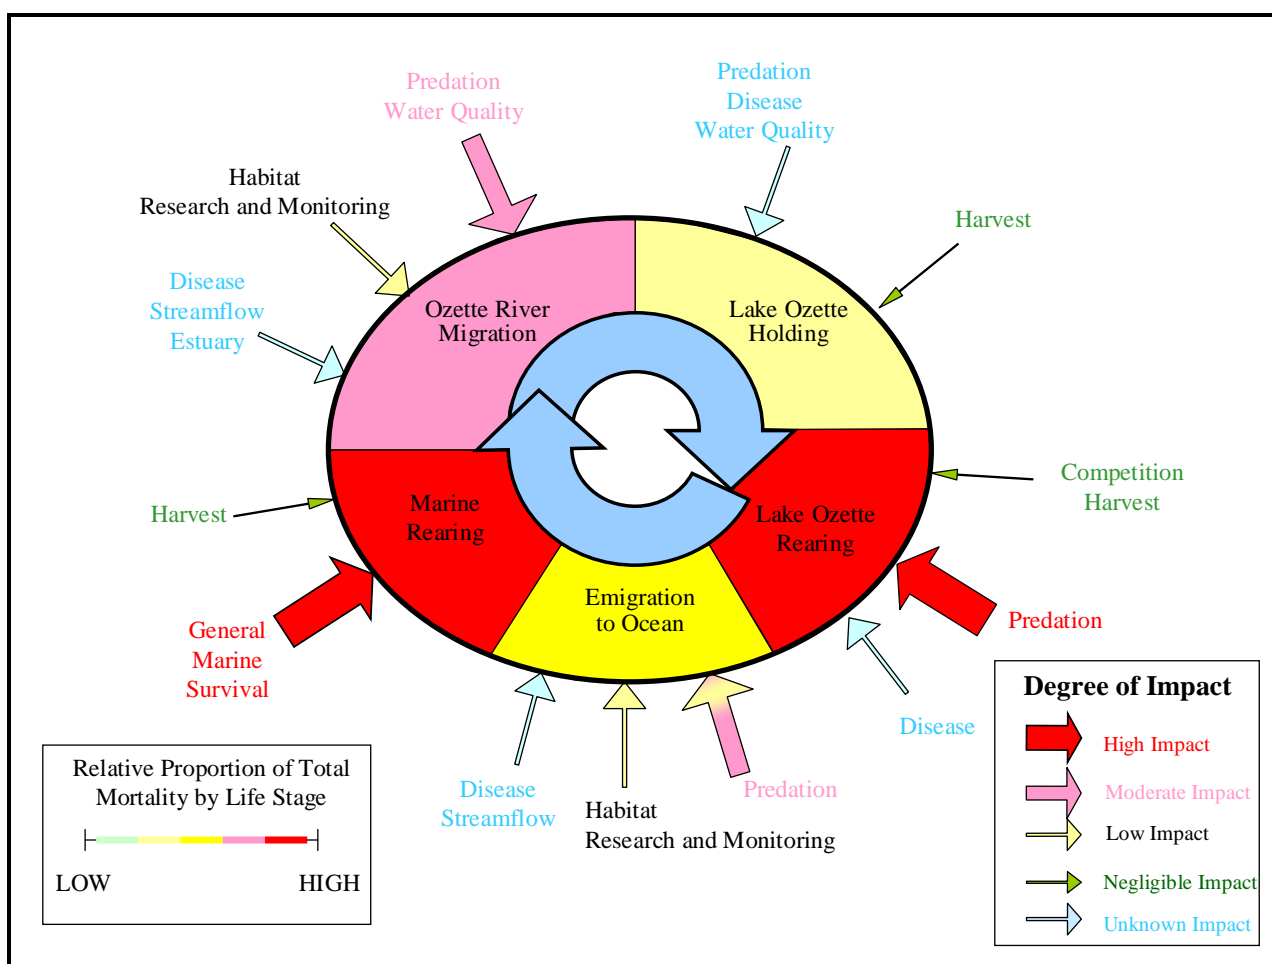 Predation
Water Quality
Predation
Disease
Water Quality
Habitat
Research and Monitoring
Harvest
Disease
Streamflow
Estuary
Ozette River
Migration
Lake Ozette
Holding
Harvest
Marine
Rearing
Lake Ozette
Rearing
Competition
Harvest
Emigration
to Ocean
General
Marine
Survival
Predation
Disease
Disease
Streamflow
Habitat
Research and Monitoring
Predation
Relative Proportion of Total
Mortality by Life Stage
LOW HIGH
Degree of Impact
High Impact
Moderate Impact
Low Impact
Negligible Impact
Unknown Impact